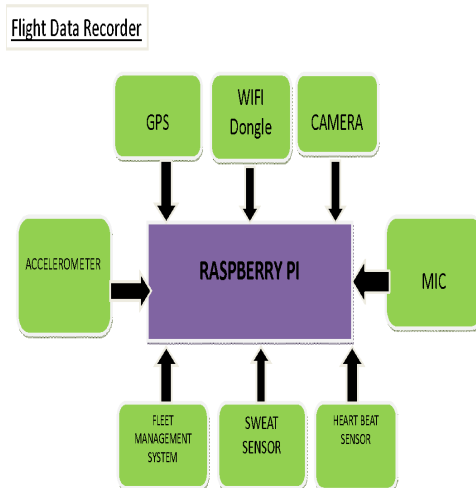 Flight Data Recorder
GPS
WIFI
Dongle
CAMERA
ACCELEROMETER
RASPBERRY PI
MIC
FLEET
MANAGEMENT
SYSTEM
SWEAT
SENSOR
HEART BEAT
SENSOR